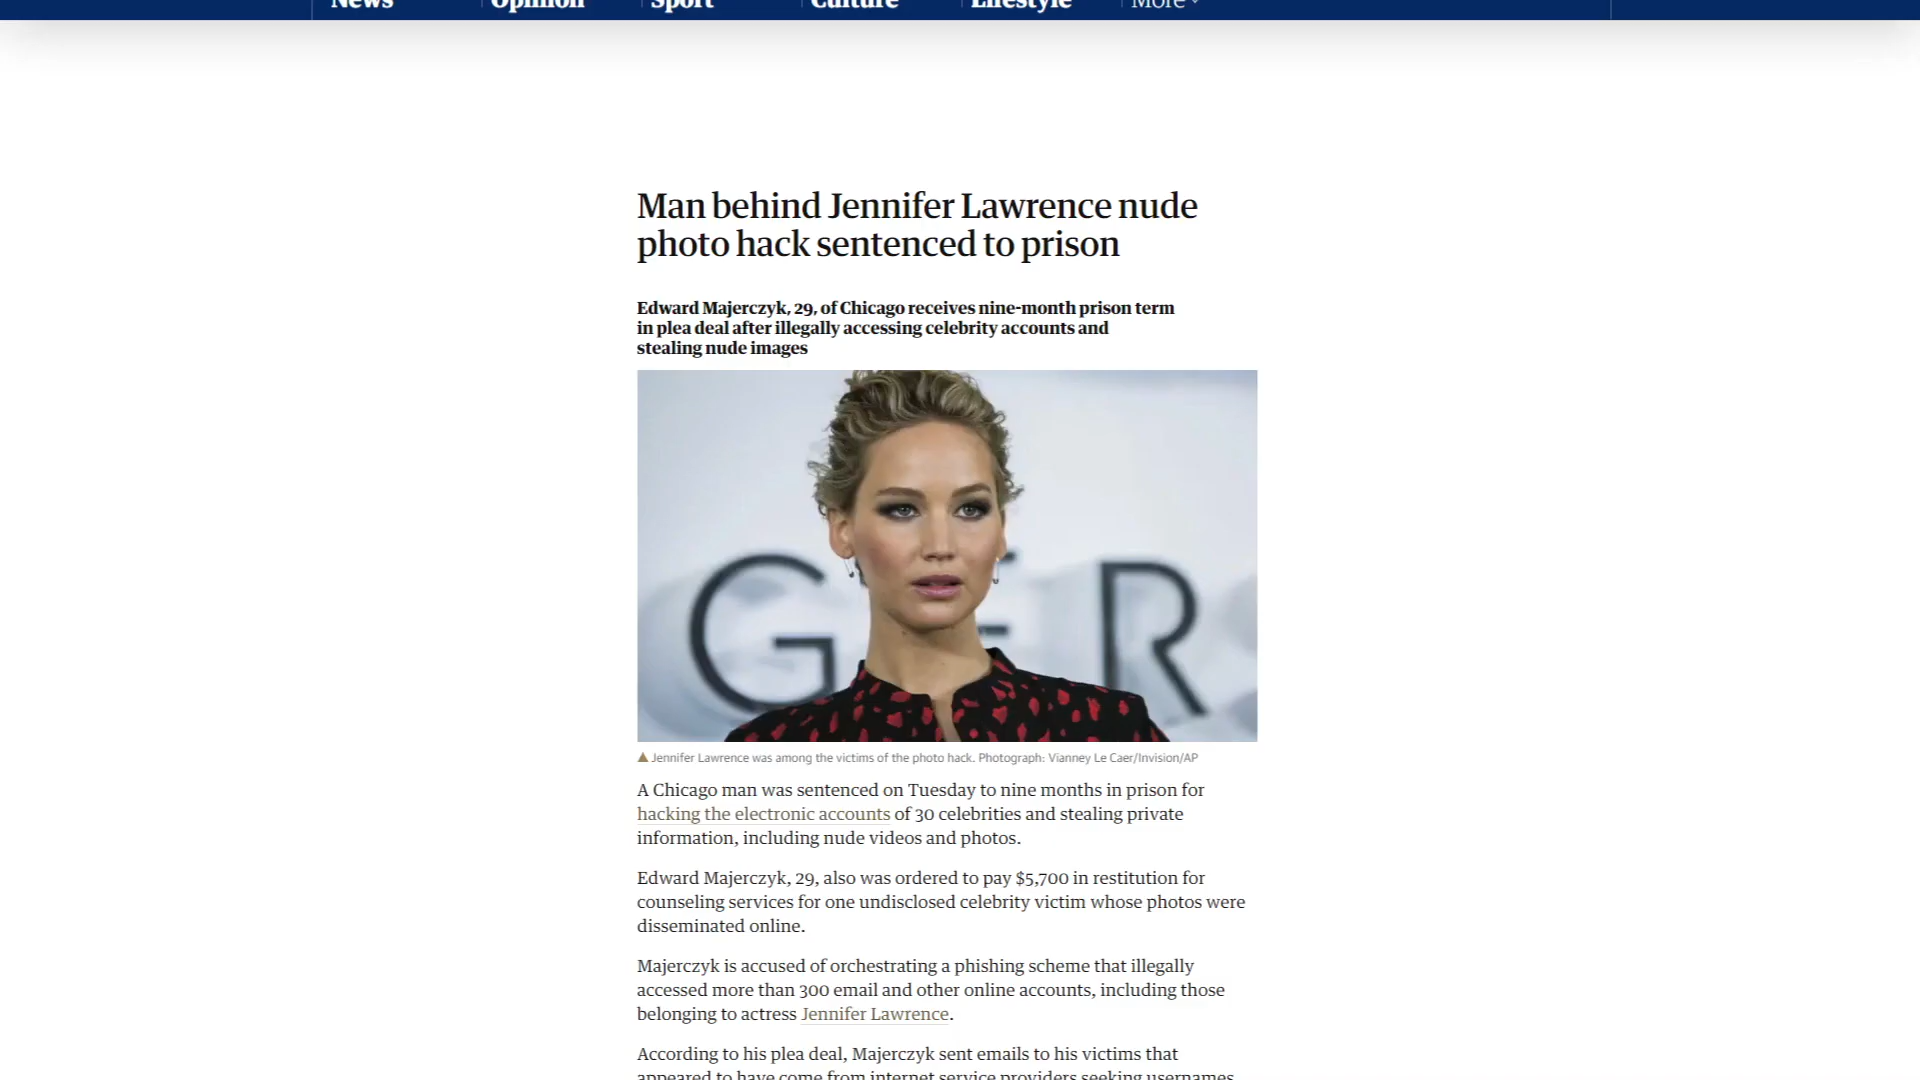 News Opinion Sport Culture Lifestyle More
Man behind Jennifer Lawrence nude
photo hack sentenced to prison
Edward Majerczyk, 29, of Chicago receives nine-month prison term
in plea deal after illegally accessing celebrity accounts and
stealing nude images
G E R
Jennifer Lawrence was among the victims of the photo hack. Photograph: Vianney Le Caer/Invision/AP
A Chicago man was sentenced on Tuesday to nine months in prison for
hacking the electronic accounts of 30 celebrities and stealing private
information, including nude videos and photos.
Edward Majerczyk, 29, also was ordered to pay $5,700 in restitution for
counseling services for one undisclosed celebrity victim whose photos were
disseminated online.
Majerczyk is accused of orchestrating a phishing scheme that illegally
accessed more than 300 email and other online accounts, including those
belonging to actress Jennifer Lawrence.
According to his plea deal, Majerczyk sent emails to his victims that
appeared to have come from internet service providers seeking usernames